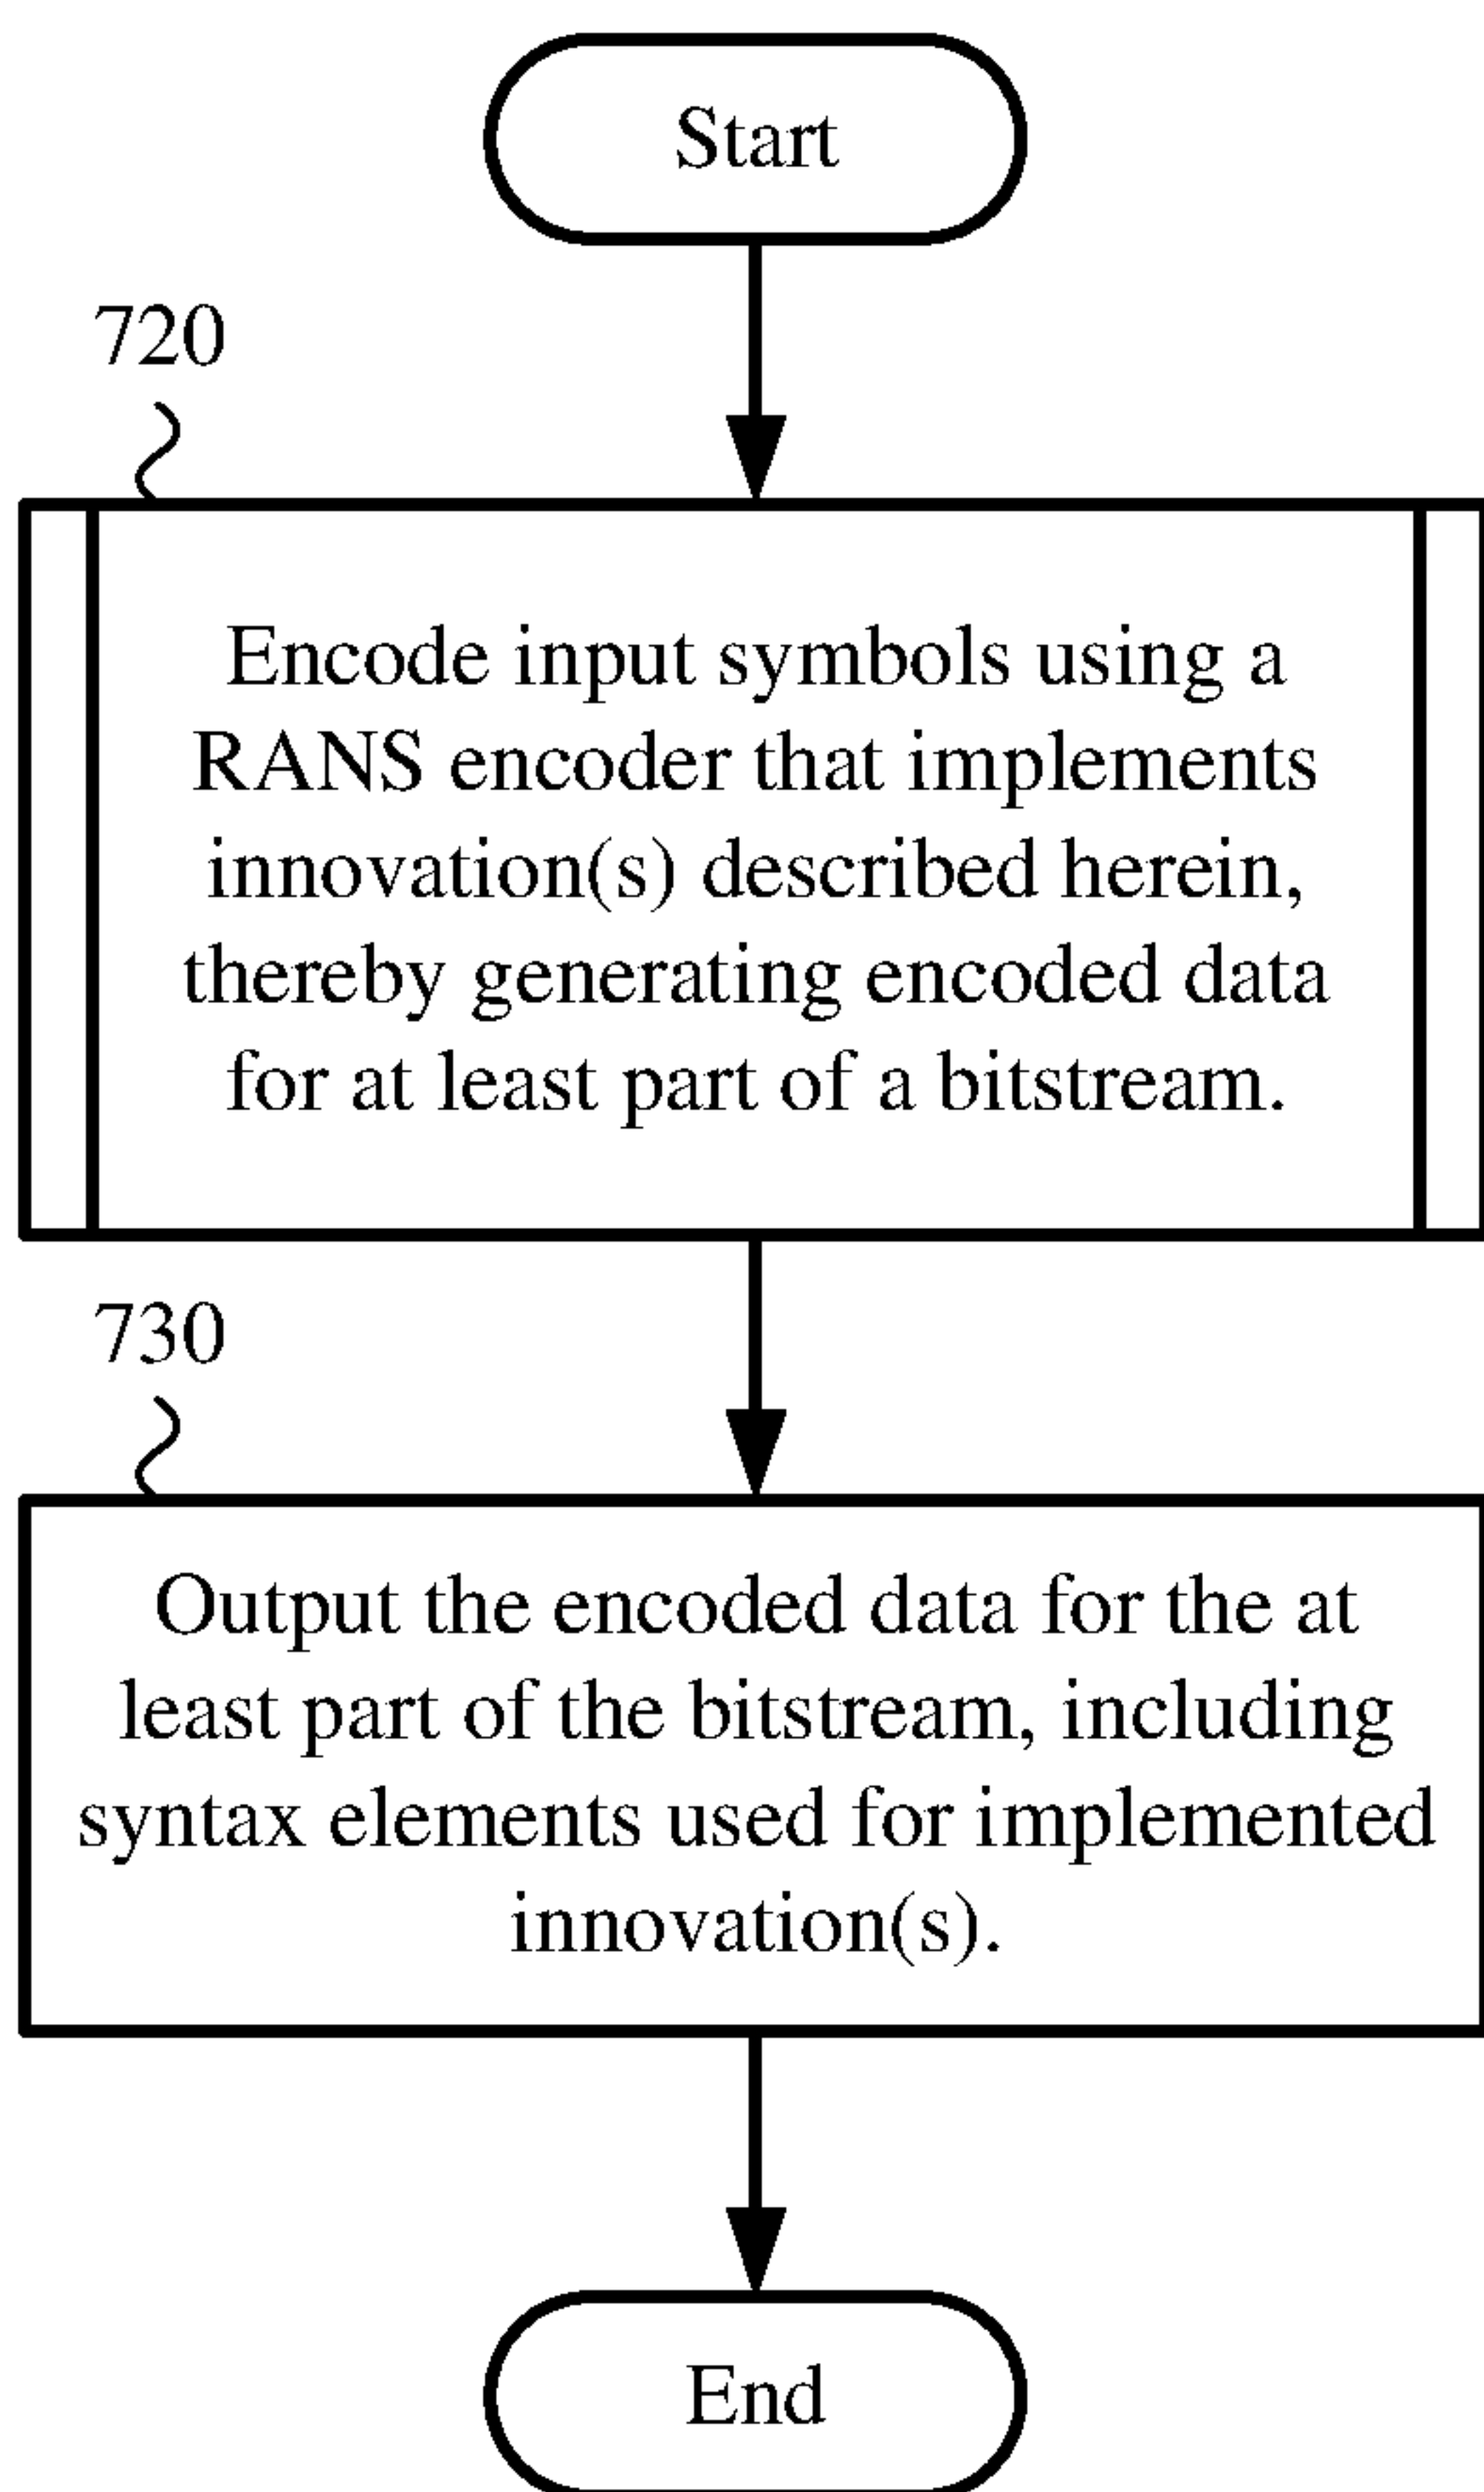 Start
720
Encode input symbols using a
RANS encoder that implements
innovation(s) described herein,
thereby generating encoded data
for at least part of a bitstream.
730
Output the encoded data for the at
least part of the bitstream, including
syntax elements used for implemented
innovation(s).
End